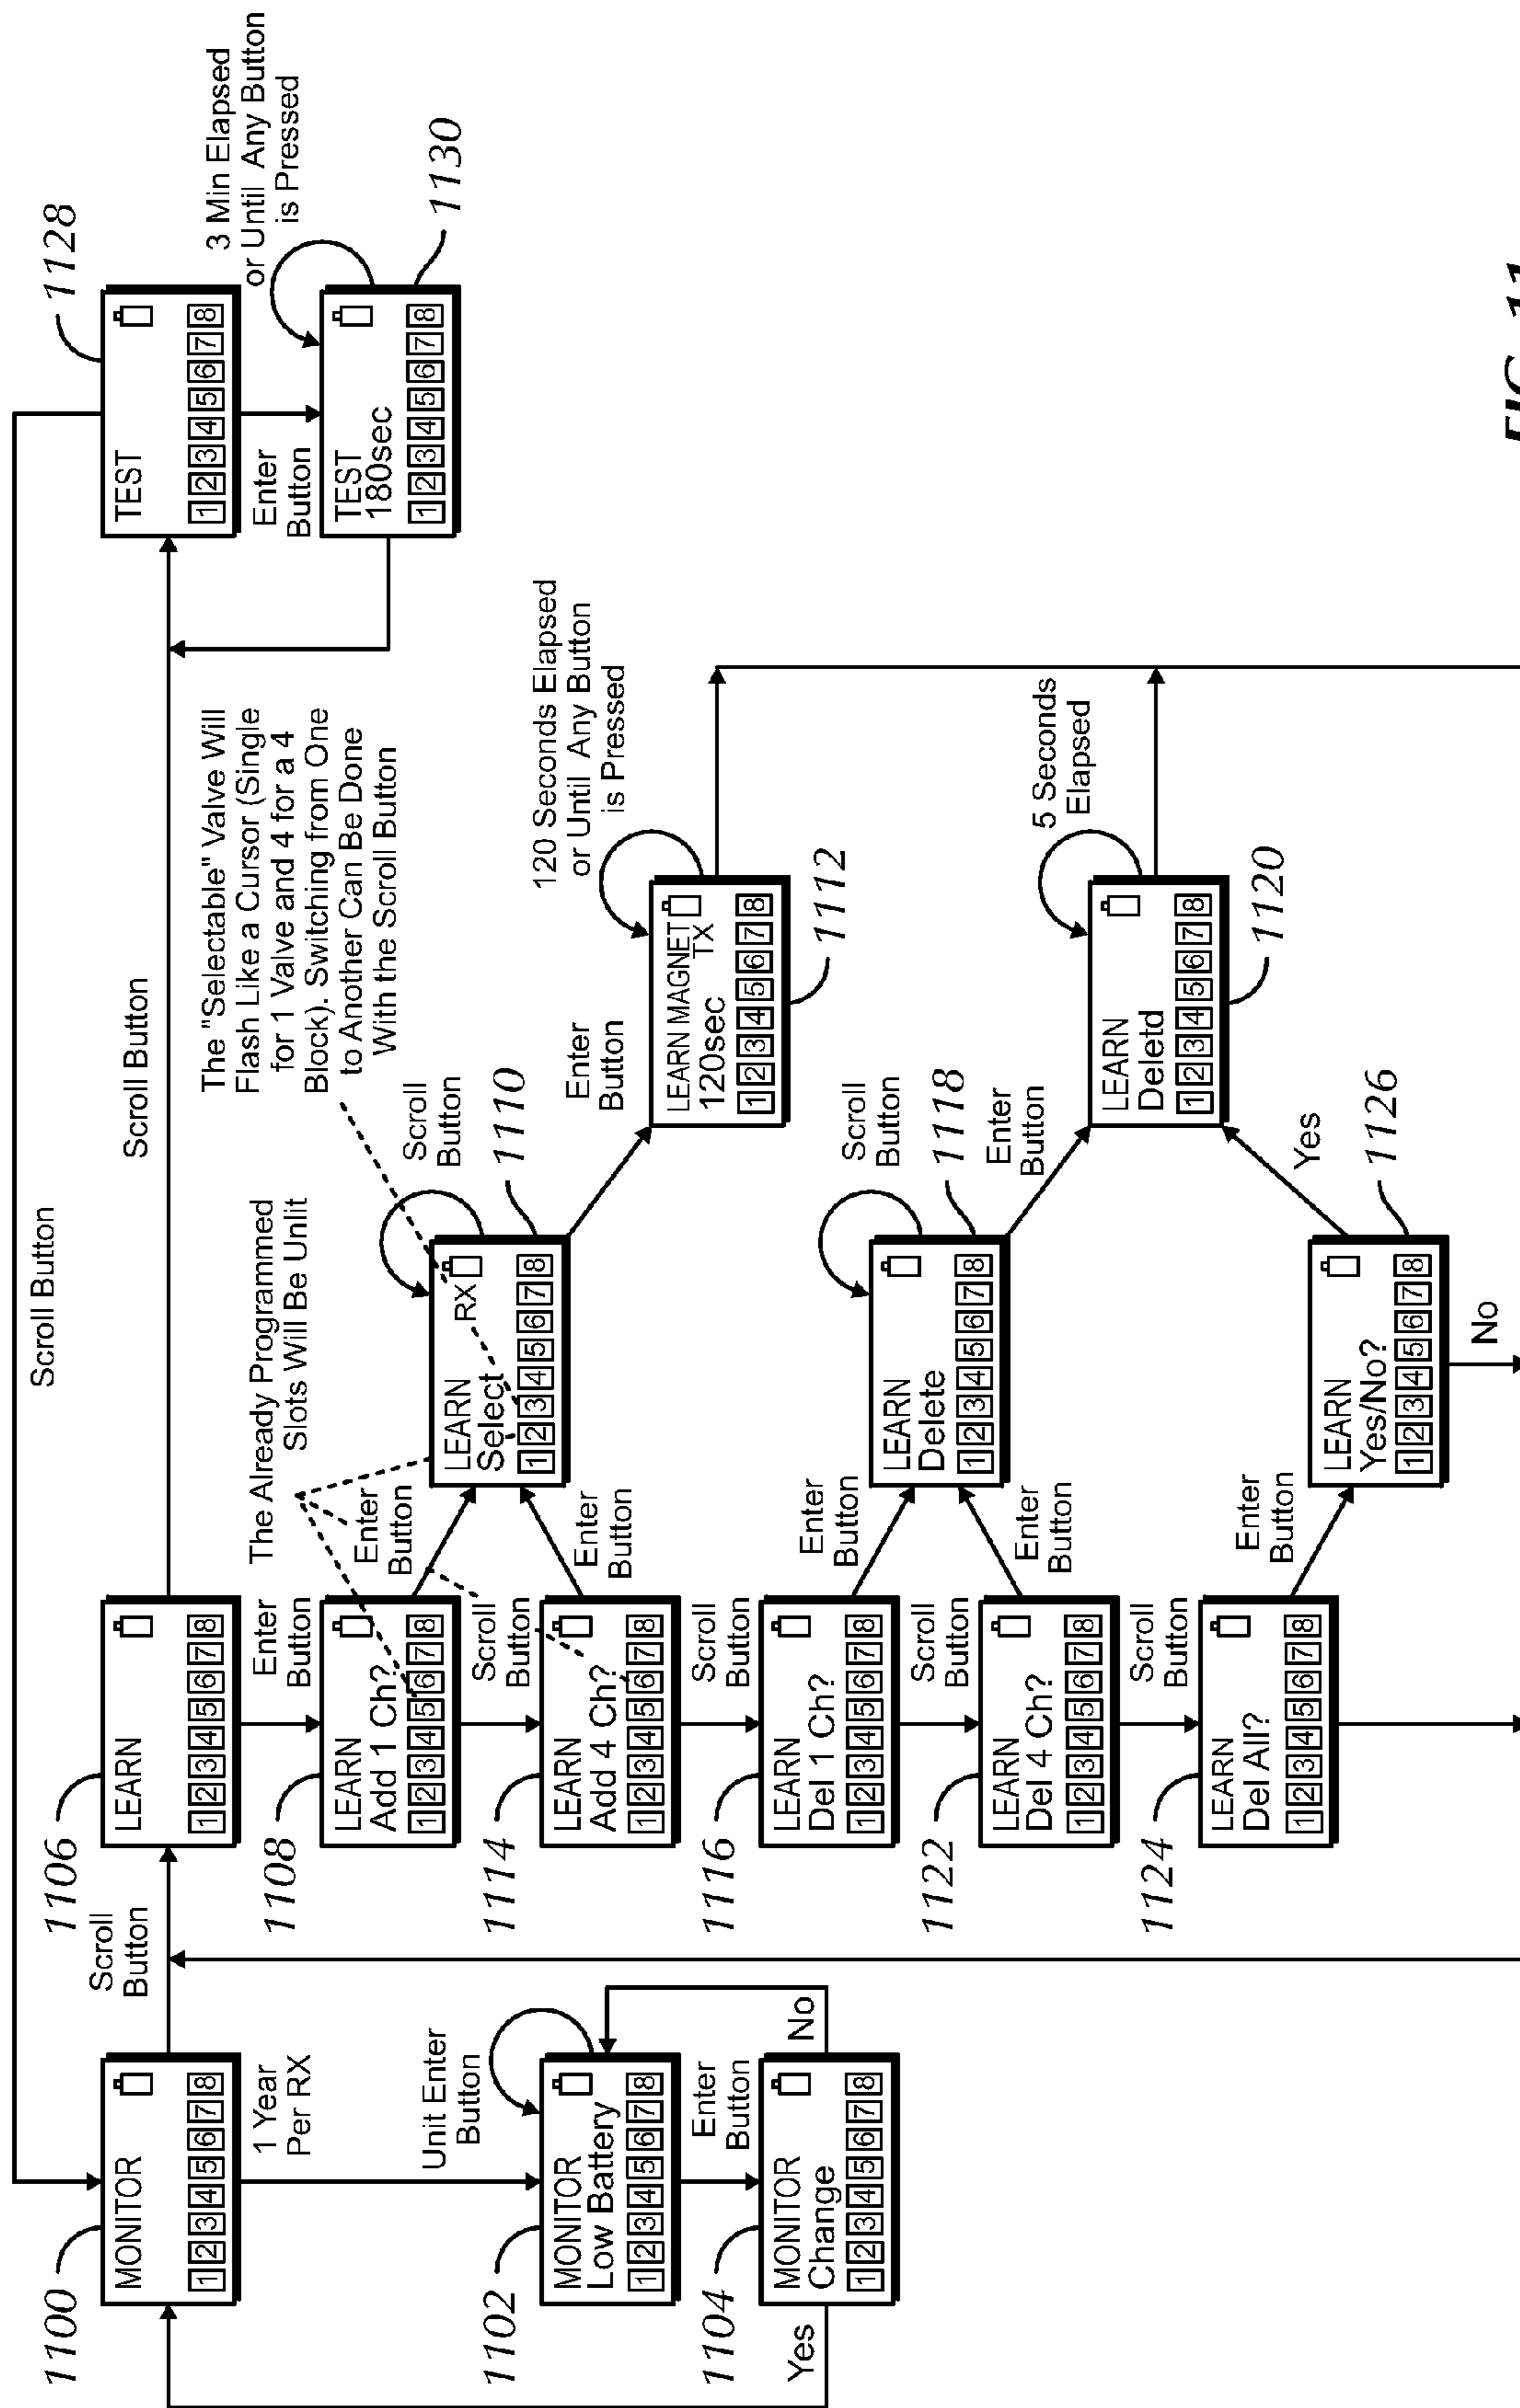 Scroll Button
1100
MONITOR
1 2 3 4 5 6 7 8
1 Year
Per RX
Unit Enter
Button
1102
MONITOR
Low Battery
1 2 3 4 5 6 7 8
Enter
Button
1104
MONITOR
Change
1 2 3 4 5 6 7 8
Yes
No
Scroll
Button
1106
LEARN
1 2 3 4 5 6 7 8
Scroll Button
Enter
Button
The Already Programmed
Slots Will Be Unlit
1108
LEARN
Add 1 Ch?
1 2 3 4 5 6 7 8
Enter
Button
Scroll
Button
1114
LEARN
Add 4 Ch?
1 2 3 4 5 6 7 8
Enter
Button
Scroll
Button
1116
LEARN
Del 1 Ch?
1 2 3 4 5 6 7 8
Enter
Button
Scroll
Button
1122
LEARN
Del 4 Ch?
1 2 3 4 5 6 7 8
Enter
Button
Scroll
Button
1124
LEARN
Del All?
1 2 3 4 5 6 7 8
Enter
Button
The "Selectable" Valve Will
Flash Like a Cursor (Single
for 1 Valve and 4 for a 4
Block). Switching from One
to Another Can Be Done
With the Scroll Button
Scroll
Button
1110
LEARN
Select
RX
1 2 3 4 5 6 7 8
Enter
Button
120 Seconds Elapsed
or Until Any Button
is Pressed
LEARN MAGNET
120sec
TX
1 2 3 4 5 6 7 8
1112
Scroll
Button
1118
LEARN
Delete
1 2 3 4 5 6 7 8
Enter
Button
5 Seconds
Elapsed
LEARN
Deletd
1 2 3 4 5 6 7 8
1120
Yes
1126
LEARN
Yes/No?
1 2 3 4 5 6 7 8
No
1128
TEST
1 2 3 4 5 6 7 8
Enter
Button
3 Min Elapsed
or Until Any Button
is Pressed
TEST
180sec
1 2 3 4 5 6 7 8
1130
FIG. 11